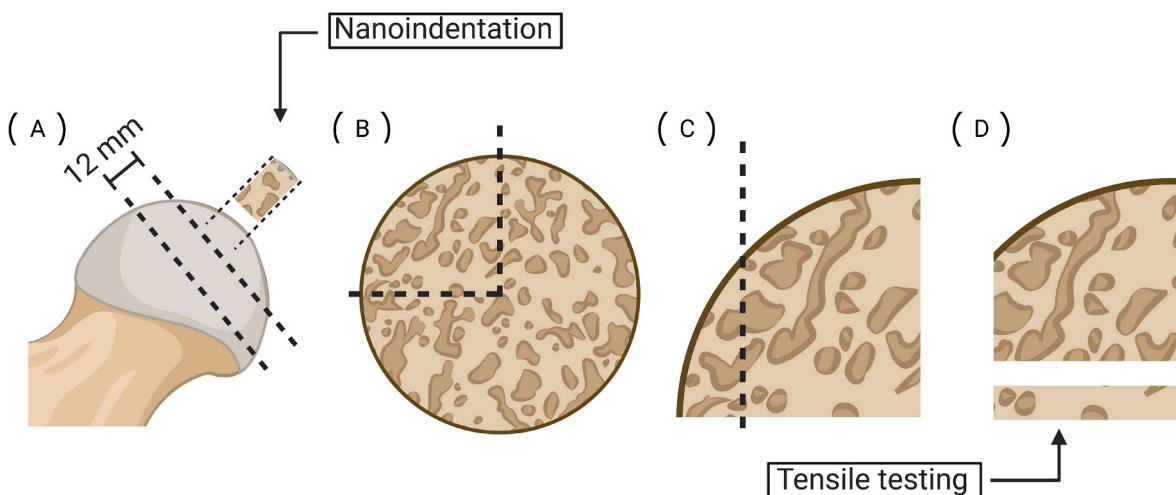 Nanoindentation
( A )
12 mm
( B )
( C )
( D )
Tensile testing